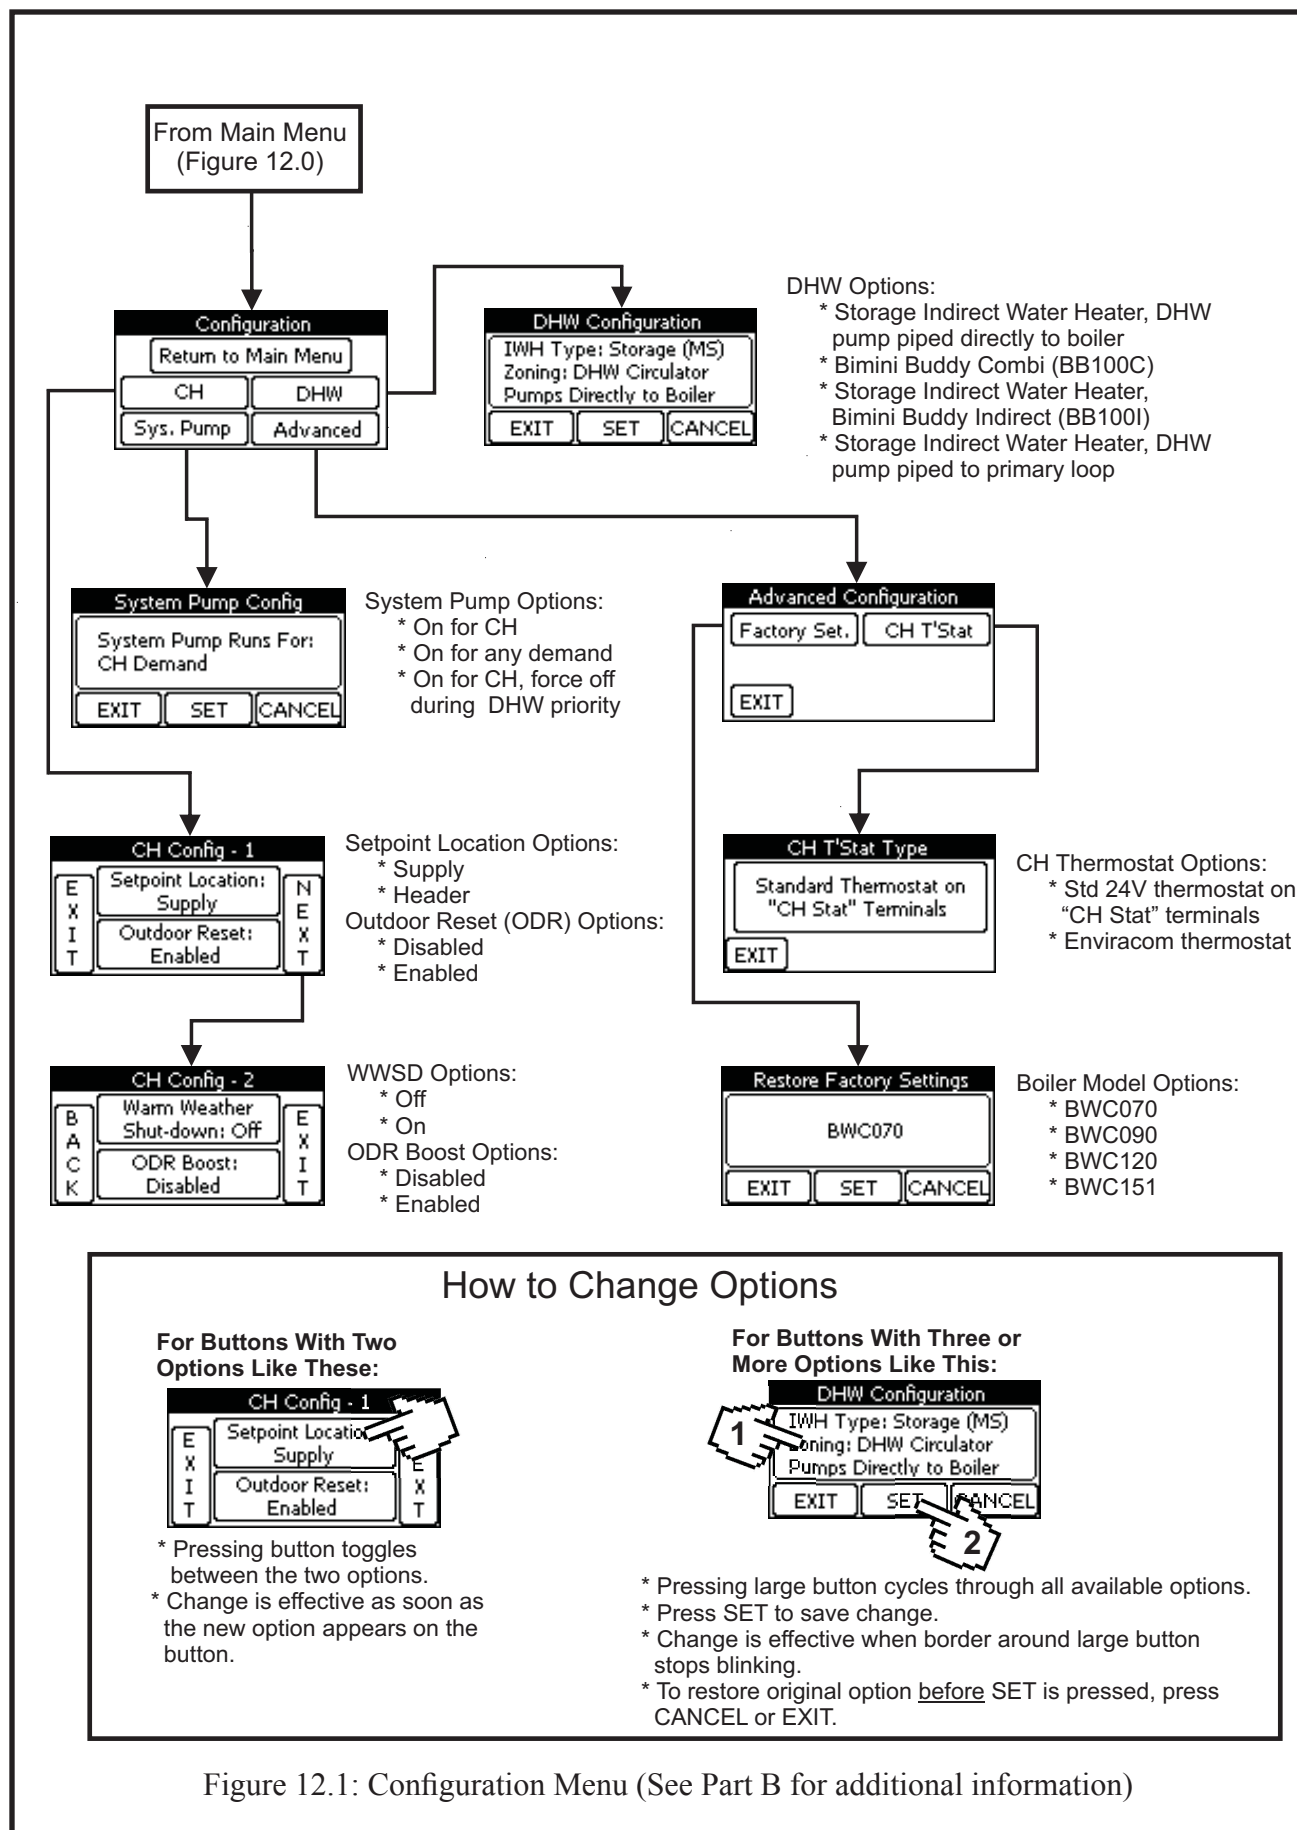 From Main Menu
(Figure 12.0)
Configuration
Return to Main Menu
CH
DHW
Sys. Pump
Advanced
DHW Configuration
IWH Type: Storage (MS)
Zoning: DHW Circulator
Pumps Directly to Boiler
EXIT
SET
CANCEL
DHW Options:
* Storage Indirect Water Heater, DHW
pump piped directly to boiler
* Bimini Buddy Combi (BB100C)
* Storage Indirect Water Heater,
Bimini Buddy Indirect (BB100I)
* Storage Indirect Water Heater, DHW
pump piped to primary loop
System Pump Config
System Pump Runs For:
CH Demand
EXIT
SET
CANCEL
System Pump Options:
* On for CH
* On for any demand
* On for CH, force off
during DHW priority
Advanced Configuration
Factory Set.
CH T'Stat
EXIT
CH Config - 1
EXIT
Setpoint Location:
Supply
Outdoor Reset:
Enabled
NEXT
Setpoint Location Options:
* Supply
* Header
Outdoor Reset (ODR) Options:
* Disabled
* Enabled
CH T'Stat Type
Standard Thermostat on
"CH Stat" Terminals
EXIT
CH Thermostat Options:
* Std 24V thermostat on
“CH Stat” terminals
* Enviracom thermostat
CH Config - 2
BACK
Warm Weather
Shut-down: Off
ODR Boost:
Disabled
EXIT
WWSD Options:
* Off
* On
ODR Boost Options:
* Disabled
* Enabled
Restore Factory Settings
BWC070
EXIT
SET
CANCEL
Boiler Model Options:
* BWC070
* BWC090
* BWC120
* BWC151
How to Change Options
For Buttons With Two
Options Like These:
CH Config - 1
EXIT
Setpoint Locatio
Supply
Outdoor Reset:
Enabled
EXT
* Pressing button toggles
between the two options.
* Change is effective as soon as
the new option appears on the
button.
For Buttons With Three or
More Options Like This:
DHW Configuration
IWH Type: Storage (MS)
1
oning: DHW Circulator
Pumps Directly to Boiler
EXIT
SET
CANCEL
2
* Pressing large button cycles through all available options.
* Press SET to save change.
* Change is effective when border around large button
stops blinking.
* To restore original option before SET is pressed, press
CANCEL or EXIT.
Figure 12.1: Configuration Menu (See Part B for additional information)